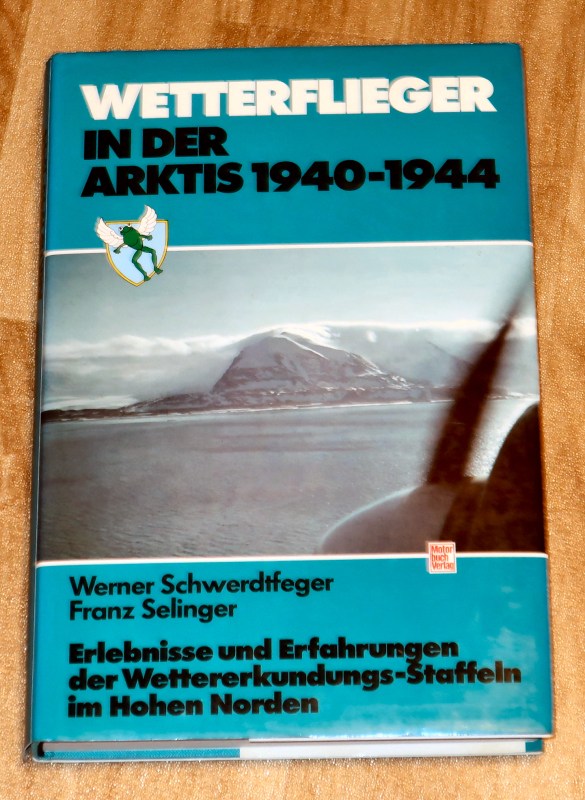 WETTERFLIEGER
IN DER
ARKTIS 1940-1944
Motor
buch
Verlag
Werner Schwerdtfeger
Franz Selinger
Erlebnisse und Erfahrungen
der Wettererkundungs-Staffeln
im Hohen Norden